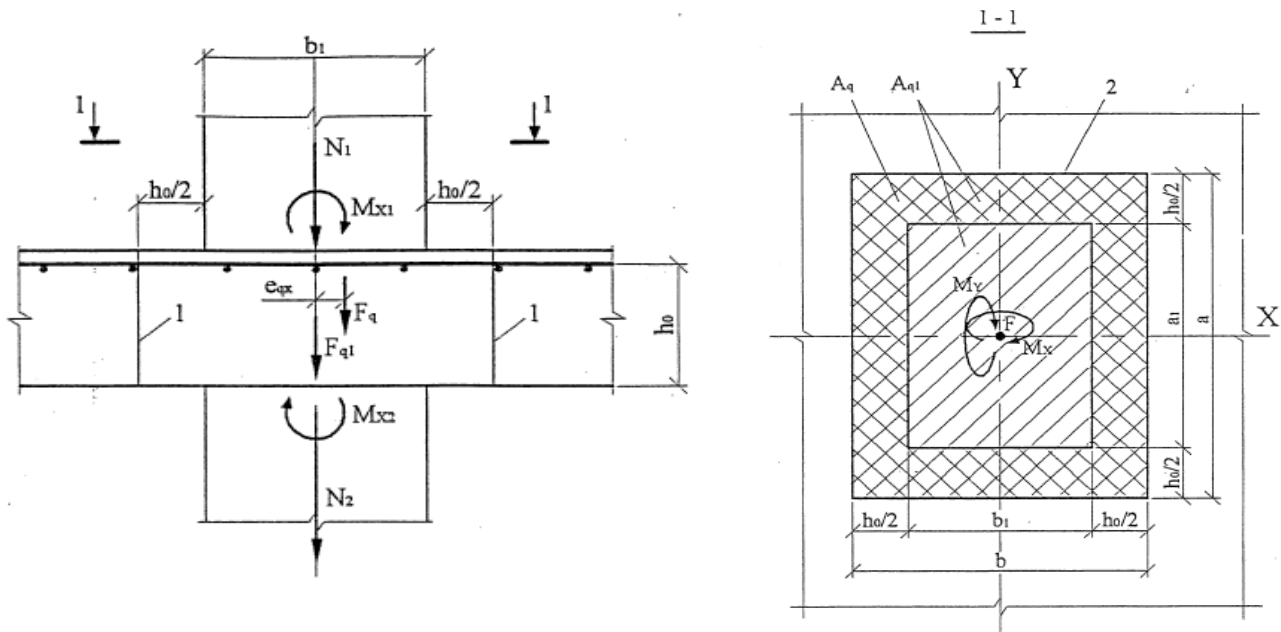 b₁
1 1
N₁
h₀/2 h₀/2
Mx₁
eqx
Fq
1 1
Fq₁
h₀
Mx₂
N₂
1 - 1
Aq Aq₁ Y 2
h₀/2
MY
F
X
Mx
a₁
a
h₀/2
h₀/2 b₁ h₀/2
b